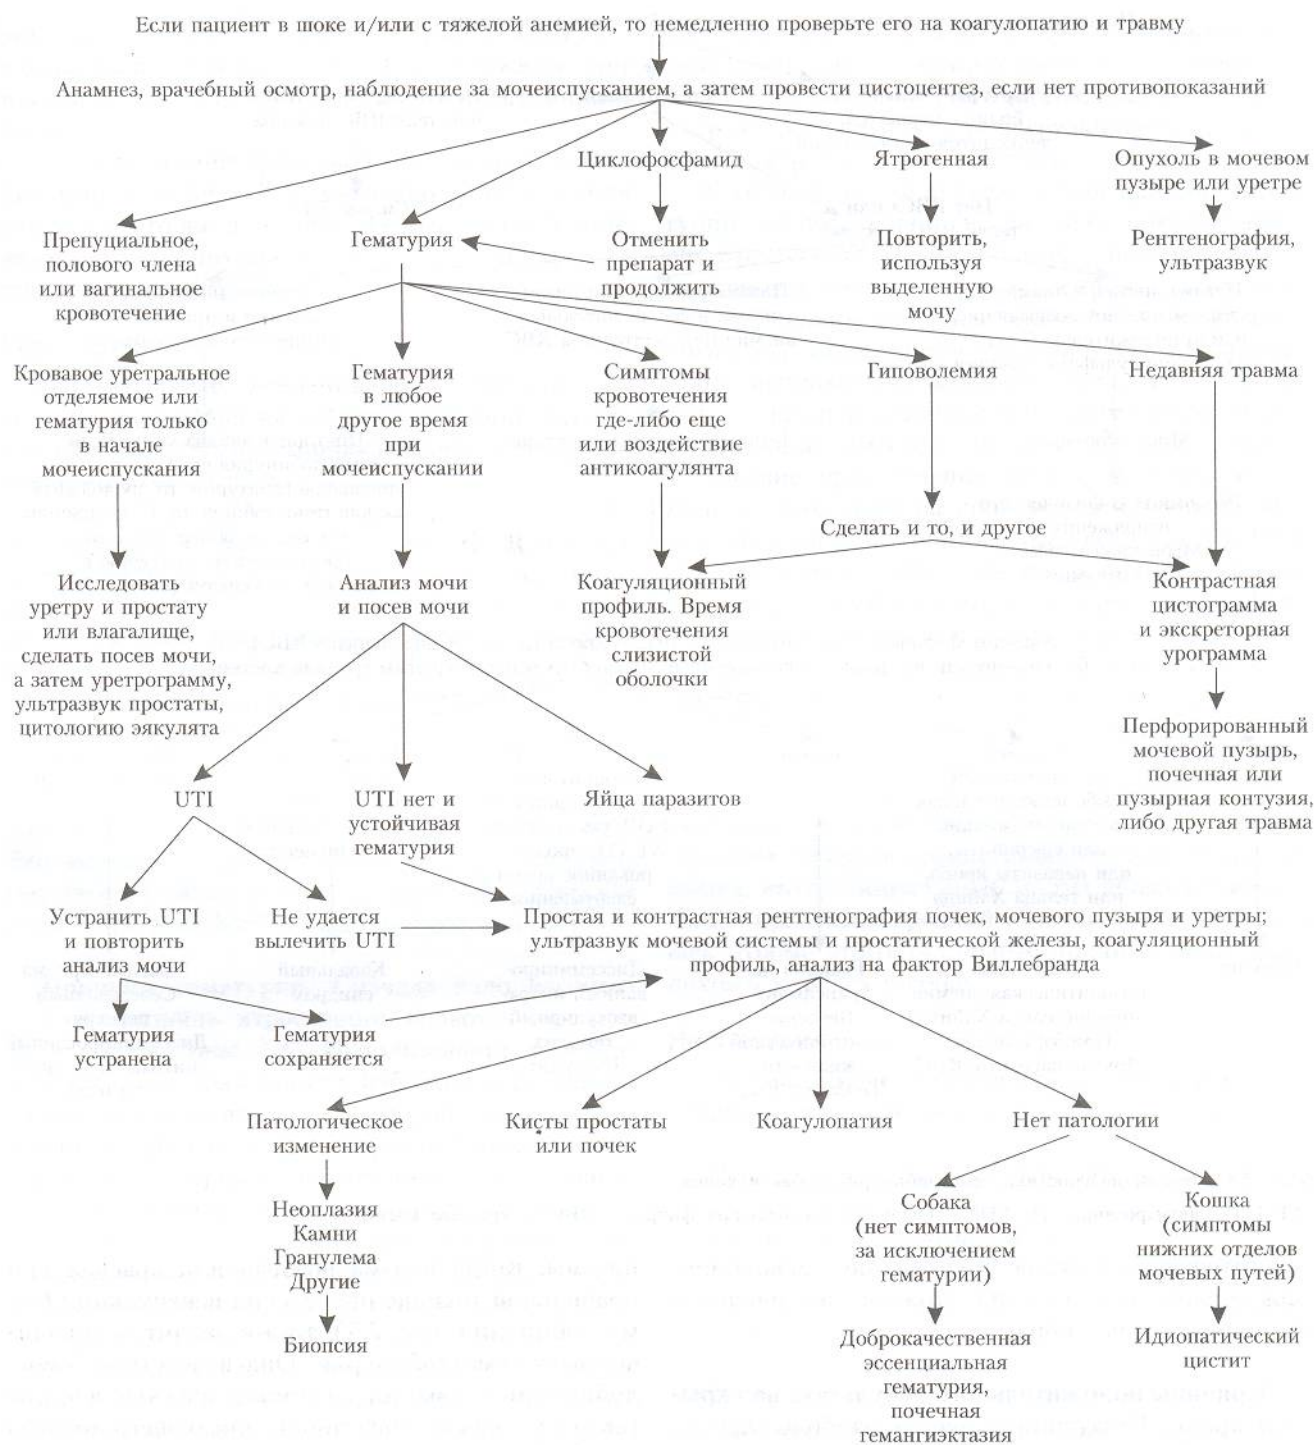 Если пациент в шоке и/или с тяжелой анемией, то немедленно проверьте его на коагулопатию и травму
Анамнез, врачебный осмотр, наблюдение за мочеиспусканием, а затем провести цистоцентез, если нет противопоказаний
Циклофосфамид
Ятрогенная
Опухоль в мочевом
пузыре или уретре
Препуциальное,
полового члена
или вагинальное
кровотечение
Гематурия
Отменить
препарат и
продолжить
Повторить,
используя
выделенную
мочу
Рентгенография,
ультразвук
Кровавое уретральное
отделяемое или
гематурия только
в начале
мочеиспускания
Гематурия
в любое
другое время
при
мочеиспускании
Симптомы
кровотечения
где-либо еще
или воздействие
антикоагулянта
Гиповолемия
Недавняя травма
Сделать и то, и другое
Исследовать
уретру и простату
или влагалище,
сделать посев мочи,
а затем уретрограмму,
ультразвук простаты,
цитологию эякулята
Анализ мочи
и посев мочи
Коагуляционный
профиль. Время
кровотечения
слизистой
оболочки
Контрастная
цистограмма
и экскреторная
урограмма
Перфорированный
мочевой пузырь,
почечная или
пузырная контузия,
либо другая травма
UTI
UTI нет и
устойчивая
гематурия
Яйца паразитов
Устранить UTI
и повторить
анализ мочи
Не удается
вылечить UTI
Простая и контрастная рентгенография почек, мочевого пузыря и уретры;
ультразвук мочевой системы и простатической железы, коагуляционный
профиль, анализ на фактор Виллебранда
Гематурия
устранена
Гематурия
сохраняется
Патологическое
изменение
Кисты простаты
или почек
Коагулопатия
Нет патологии
Неоплазия
Камни
Гранулема
Другие
Биопсия
Собака
(нет симптомов,
за исключением
гематурии)
Кошка
(симптомы
нижних отделов
мочевых путей)
Доброкачественная
эссенциальная
гематурия,
почечная
гемангиэктазия
Идиопатический
цистит